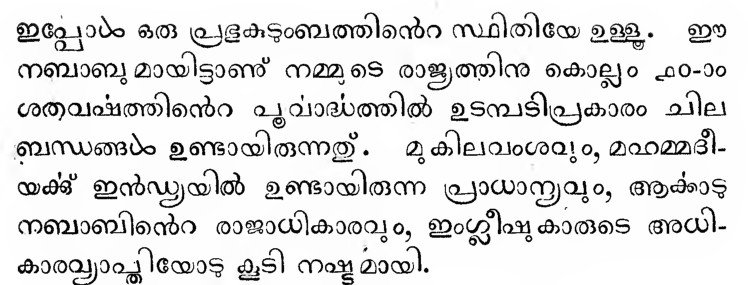 ഇപ്പോൾ ഒരു പ്രഭുകുടുംബത്തിൻെറ സ്ഥിതിയേ ഉള്ളൂ. ഈ
നബാബുമായിട്ടാണു് നമ്മുടെ രാജ്യത്തിനു കൊല്ലം ൧൦-ാം
ശതവൎഷത്തിൻെറ പൂൎവാൎദ്ധത്തിൽ ഉടമ്പടിപ്രകാരം ചില
ബന്ധങ്ങൾ ഉണ്ടായിരുന്നതു്. മുകിലവംശവും, മഹമ്മദീ-
യൎക്കു് ഇൻഡ്യയിൽ ഉണ്ടായിരുന്ന പ്രാധാന്യവും, ആൎക്കാടു
നബാബിൻെറ രാജാധികാരവും, ഇംഗ്ലീഷുകാരുടെ അധി-
കാരവ്യാപ്തിയോടു കൂടി നഷ്ടമായി.